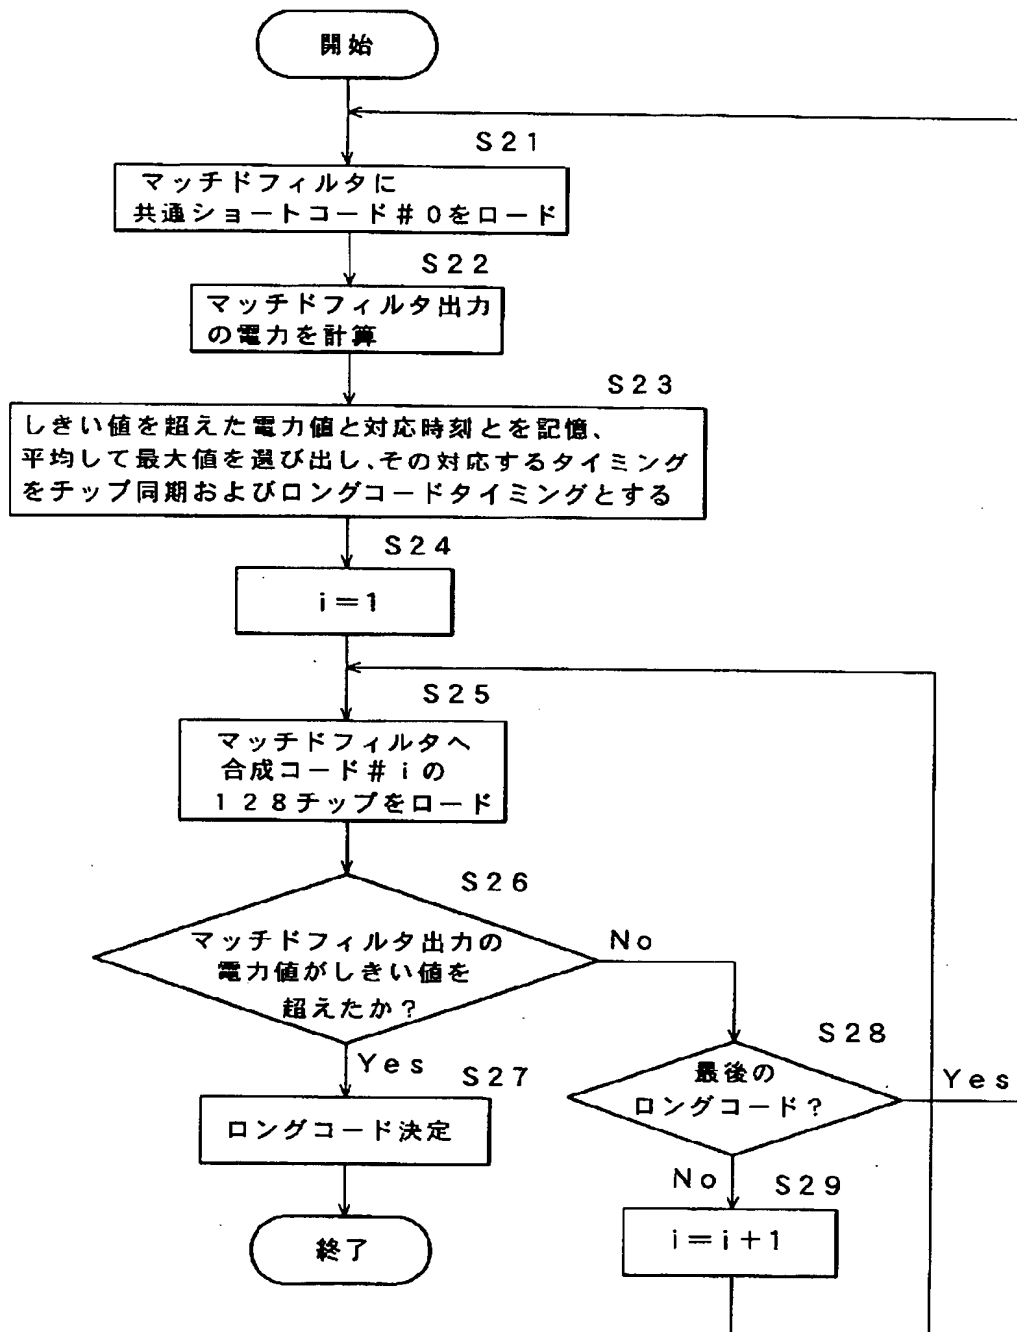 開始
S21
マッチドフィルタに
共通ショートコード#0をロード
S22
マッチドフィルタ出力
の電力を計算
S23
しきい値を超えた電力値と対応時刻とを記憶、
平均して最大値を選び出し、その対応するタイミング
をチップ同期およびロングコードタイミングとする
S24
i=1
S25
マッチドフィルタへ
合成コード#iの
128チップをロード
S26
マッチドフィルタ出力の
電力値がしきい値を
超えたか?
No
Yes
S27
ロングコード決定
終了
S28
最後の
ロングコード?
Yes
No
S29
i=i+1